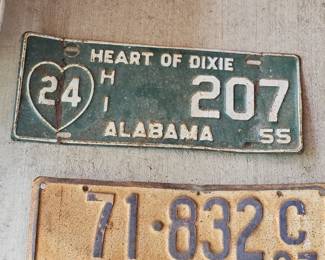 HEART OF DIXIE
24 H 207
I
ALABAMA 55
71-832 C